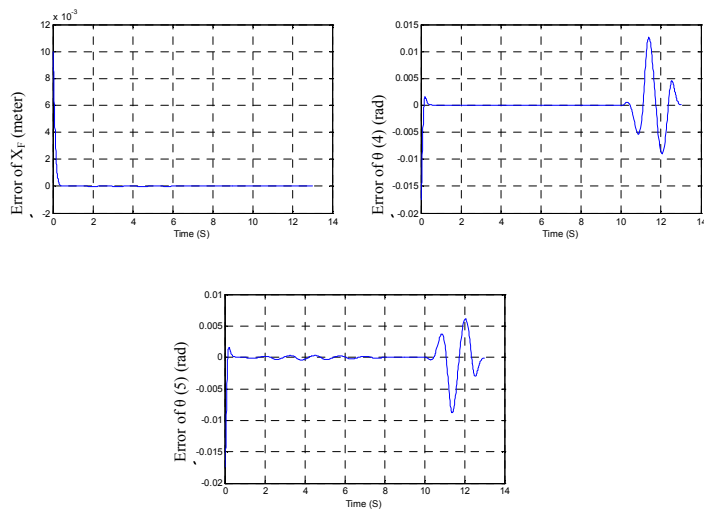 x 10
-3
12
10
8
6
4
2
0
-2
0 2 4 6 8 10 12 14
Time (S)
Error of X_F (meter)
0.015
0.01
0.005
0
-0.005
-0.01
-0.015
-0.02
0 2 4 6 8 10 12 14
Time (S)
Error of θ (4) (rad)
0.01
0.005
0
-0.005
-0.01
-0.015
-0.02
0 2 4 6 8 10 12 14
Time (S)
Error of θ (5) (rad)